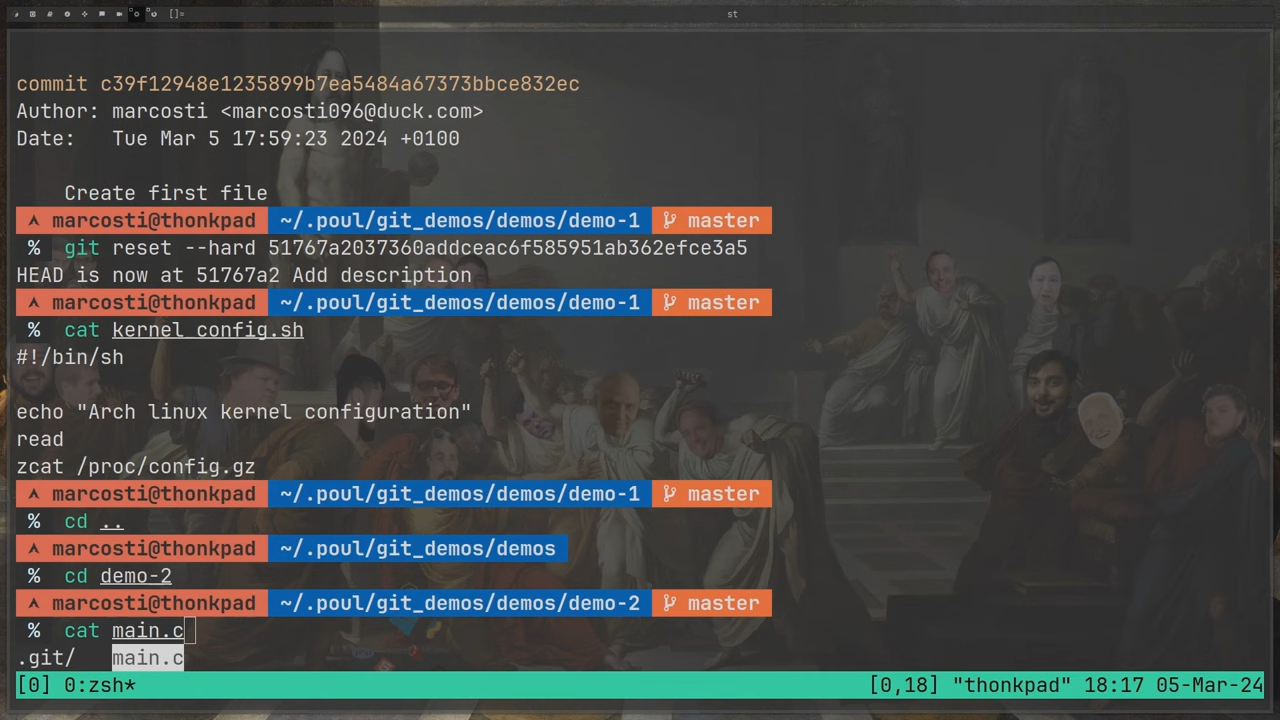 []= st
commit c39f12948e1235899b7ea5484a67373bbce832ec
Author: marcosti <marcosti096@duck.com>
Date:   Tue Mar 5 17:59:23 2024 +0100
    Create first file
marcosti@thonkpad ~/.poul/git_demos/demos/demo-1 master
% git reset --hard 51767a2037360addceac6f585951ab362efce3a5
HEAD is now at 51767a2 Add description
marcosti@thonkpad ~/.poul/git_demos/demos/demo-1 master
% cat kernel_config.sh
#!/bin/sh
echo "Arch linux kernel configuration"
read
zcat /proc/config.gz
marcosti@thonkpad ~/.poul/git_demos/demos/demo-1 master
% cd ..
marcosti@thonkpad ~/.poul/git_demos/demos
% cd demo-2
marcosti@thonkpad ~/.poul/git_demos/demos/demo-2 master
% cat main.c
.git/   main.c
[0] 0:zsh* [0,18] "thonkpad" 18:17 05-Mar-24